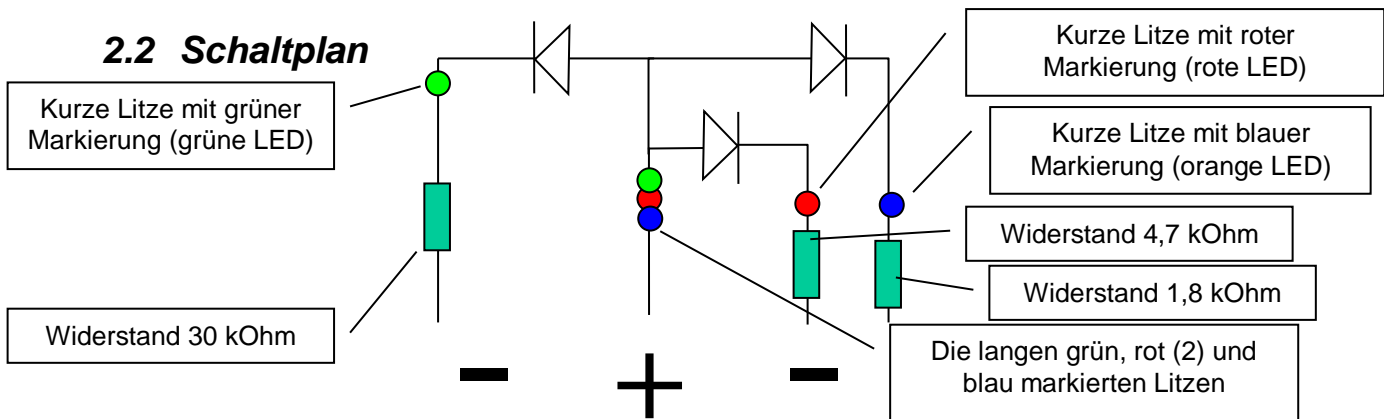 2.2 Schaltplan
Kurze Litze mit grüner
Markierung (grüne LED)
Kurze Litze mit roter
Markierung (rote LED)
Kurze Litze mit blauer
Markierung (orange LED)
Widerstand 4,7 kOhm
Widerstand 1,8 kOhm
Widerstand 30 kOhm
Die langen grün, rot (2) und
blau markierten Litzen
- + -